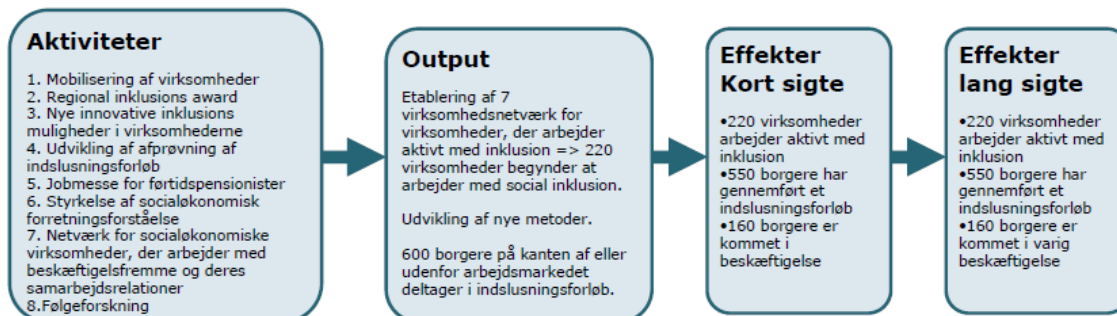 Aktiviteter
1. Mobilisering af virksomheder
2. Regional inklusions award
3. Nye innovative inklusions
muligheder i virksomhederne
4. Udvikling af afprøvning af
indslusningsforløb
5. Jobmesse for førtidspensionister
6. Styrkelse af socialøkonomisk
forretningsforståelse
7. Netværk for socialøkonomiske
virksomheder, der arbejder med
beskæftigelsfremme og deres
samarbejdsrelationer
8.Følgeforskning
Output
Etablering af 7
virksomhedsnetværk for
virksomheder, der arbejder
aktivt med inklusion => 220
virksomheder begynder at
arbejder med social inklusion.
Udvikling af nye metoder.
600 borgere på kanten af eller
udenfor arbejdsmarkedet
deltager i indslusningsforløb.
Effekter
Kort sigte
•220 virksomheder
arbejder aktivt med
inklusion
•550 borgere har
gennemført et
indslusningsforløb
•160 borgere er
kommet i
beskæftigelse
Effekter
lang sigte
•220 virksomheder
arbejder aktivt med
inklusion
•550 borgere har
gennemført et
indslusningsforløb
•160 borgere er
kommet i varig
beskæftigelse